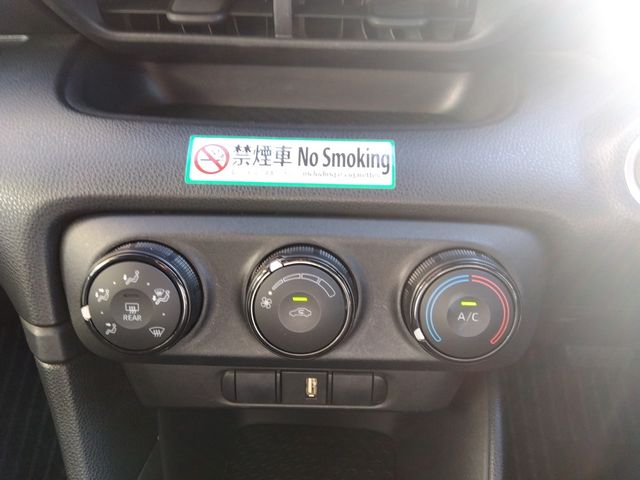 禁煙車 No Smoking
including e-cigarettes
REAR
A/C